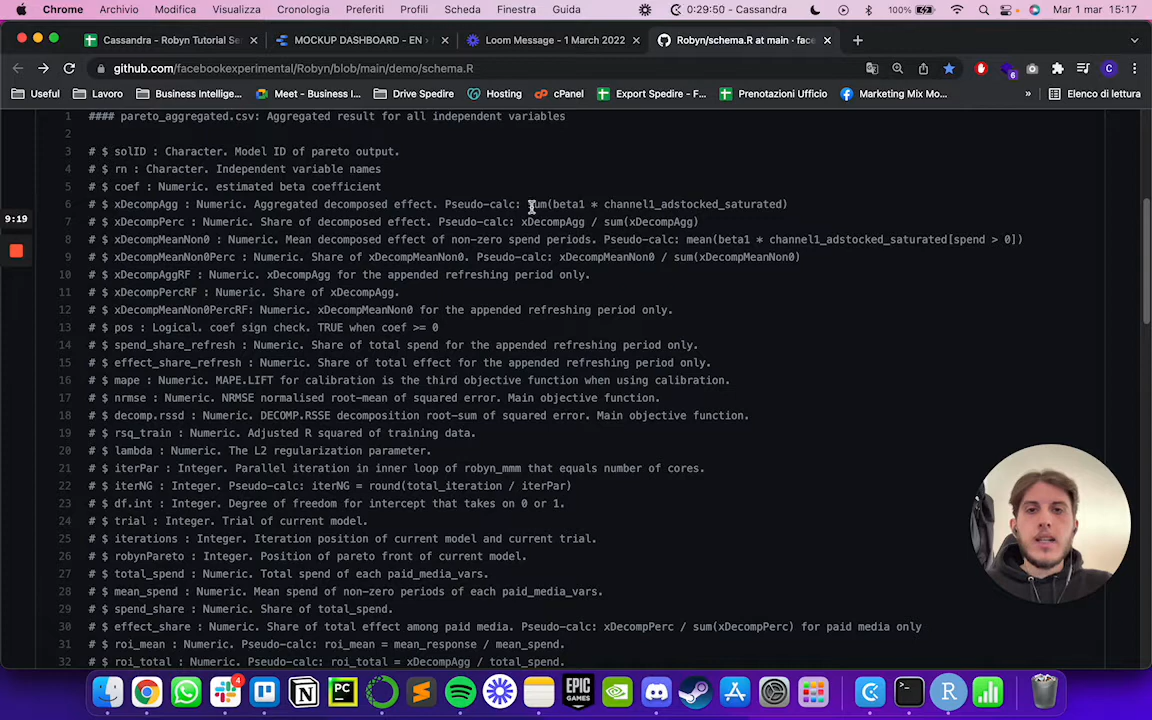 Chrome Archivio Modifica Visualizza Cronologia Preferiti Profili Scheda Finestra Guida 0:29:50 - Cassandra 100% Mar 1 mar 15:17
Cassandra - Robyn Tutorial Se
MOCKUP DASHBOARD - EN ›
Loom Message - 1 March 2022
Robyn/schema.R at main · face
github.com/facebookexperimental/Robyn/blob/main/demo/schema.R
6
C
Useful Lavoro Business Intellige... Meet - Business I... Drive Spedire Hosting cPanel Export Spedire - F... Prenotazioni Ufficio Marketing Mix Mo... » Elenco di lettura
1 #### pareto_aggregated.csv: Aggregated result for all independent variables
2
3 # $ solID : Character. Model ID of pareto output.
4 # $ rn : Character. Independent variable names
5 # $ coef : Numeric. estimated beta coefficient
6 # $ xDecompAgg : Numeric. Aggregated decomposed effect. Pseudo-calc: sum(beta1 * channel1_adstocked_saturated)
7 # $ xDecompPerc : Numeric. Share of decomposed effect. Pseudo-calc: xDecompAgg / sum(xDecompAgg)
8 # $ xDecompMeanNon0 : Numeric. Mean decomposed effect of non-zero spend periods. Pseudo-calc: mean(beta1 * channel1_adstocked_saturated[spend > 0])
9 # $ xDecompMeanNon0Perc : Numeric. Share of xDecompMeanNon0. Pseudo-calc: xDecompMeanNon0 / sum(xDecompMeanNon0)
10 # $ xDecompAggRF : Numeric. xDecompAgg for the appended refreshing period only.
11 # $ xDecompPercRF : Numeric. Share of xDecompAgg.
12 # $ xDecompMeanNon0PercRF: Numeric. xDecompMeanNon0 for the appended refreshing period only.
13 # $ pos : Logical. coef sign check. TRUE when coef >= 0
14 # $ spend_share_refresh : Numeric. Share of total spend for the appended refreshing period only.
15 # $ effect_share_refresh : Numeric. Share of total effect for the appended refreshing period only.
16 # $ mape : Numeric. MAPE.LIFT for calibration is the third objective function when using calibration.
17 # $ nrmse : Numeric. NRMSE normalised root-mean of squared error. Main objective function.
18 # $ decomp.rssd : Numeric. DECOMP.RSSE decomposition root-sum of squared error. Main objective function.
19 # $ rsq_train : Numeric. Adjusted R squared of training data.
20 # $ lambda : Numeric. The L2 regularization parameter.
21 # $ iterPar : Integer. Parallel iteration in inner loop of robyn_mmm that equals number of cores.
22 # $ iterNG : Integer. Pseudo-calc: iterNG = round(total_iteration / iterPar)
23 # $ df.int : Integer. Degree of freedom for intercept that takes on 0 or 1.
24 # $ trial : Integer. Trial of current model.
25 # $ iterations : Integer. Iteration position of current model and current trial.
26 # $ robynPareto : Integer. Position of pareto front of current model.
27 # $ total_spend : Numeric. Total spend of each paid_media_vars.
28 # $ mean_spend : Numeric. Mean spend of non-zero periods of each paid_media_vars.
29 # $ spend_share : Numeric. Share of total_spend.
30 # $ effect_share : Numeric. Share of total effect among paid media. Pseudo-calc: xDecompPerc / sum(xDecompPerc) for paid media only
31 # $ roi_mean : Numeric. Pseudo-calc: roi_mean = mean_response / mean_spend.
32 # $ roi_total : Numeric. Pseudo-calc: roi_total = xDecompAgg / total_spend.
9:19
4
PC
EPIC GAMES
R